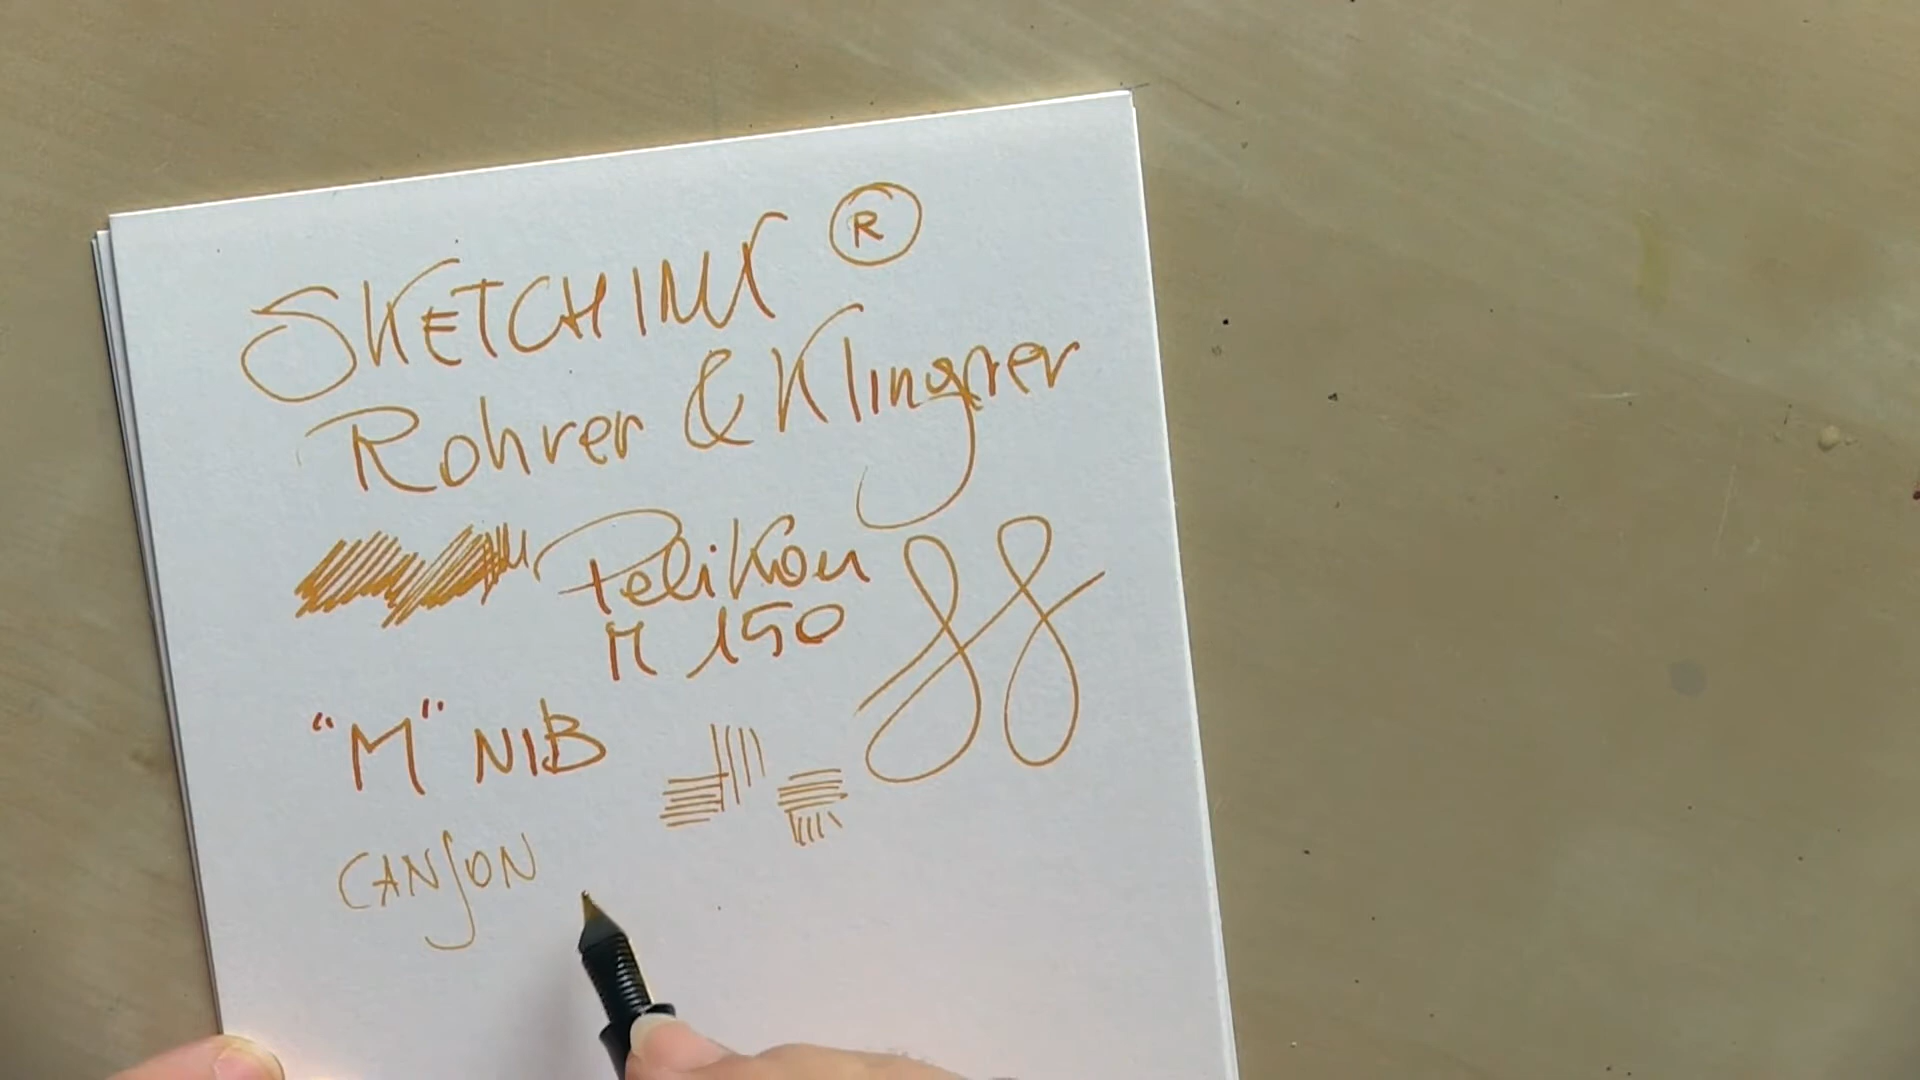 SKETCHINK ®
Rohrer & Klingner
Pelikan
M 150
"M" NIB
CANSON